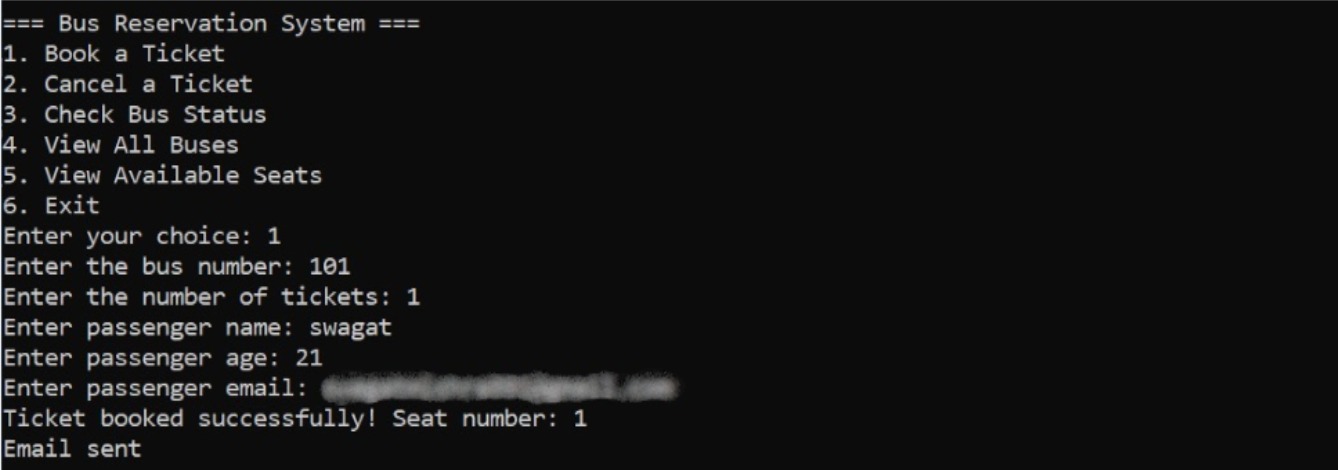 === Bus Reservation System ===
1. Book a Ticket
2. Cancel a Ticket
3. Check Bus Status
4. View All Buses
5. View Available Seats
6. Exit
Enter your choice: 1
Enter the bus number: 101
Enter the number of tickets: 1
Enter passenger name: swagat
Enter passenger age: 21
Enter passenger email:
Ticket booked successfully! Seat number: 1
Email sent